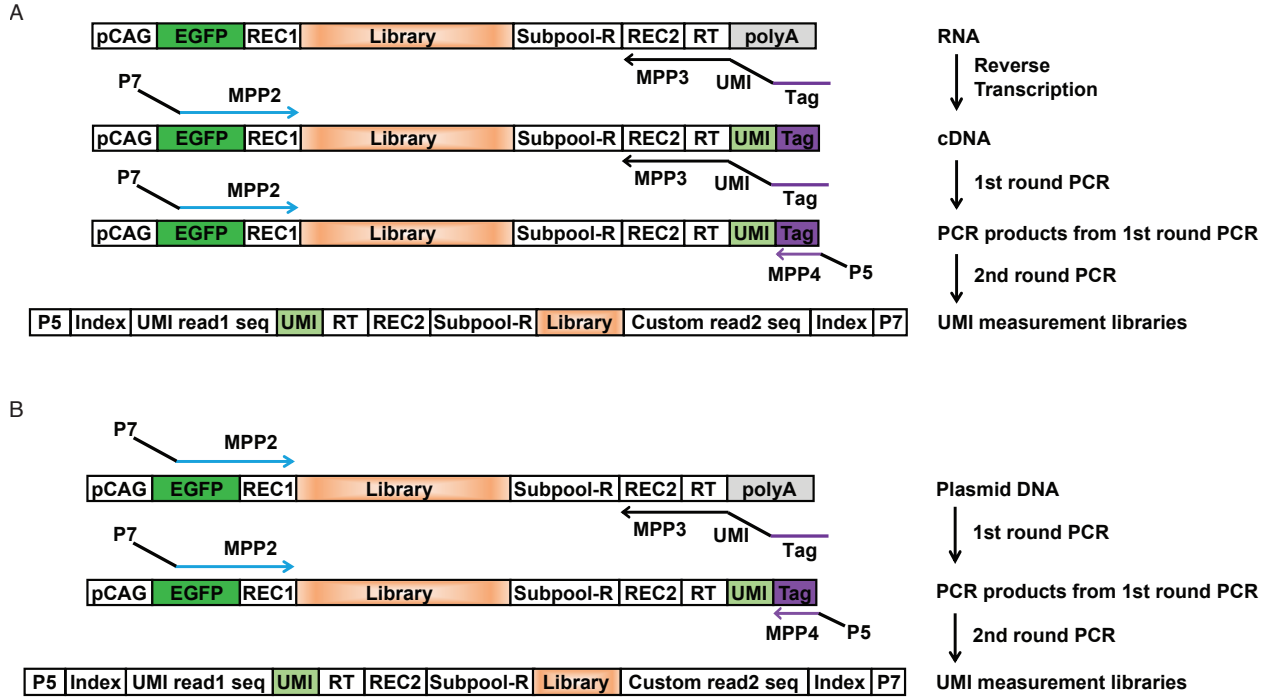 A
pCAG EGFP REC1 Library Subpool-R REC2 RT polyA RNA
MPP3 UMI Tag Reverse
Transcription
P7 MPP2
pCAG EGFP REC1 Library Subpool-R REC2 RT UMI Tag cDNA
MPP3 UMI Tag 1st round PCR
P7 MPP2
pCAG EGFP REC1 Library Subpool-R REC2 RT UMI Tag PCR products from 1st round PCR
MPP4 P5 2nd round PCR
P5 Index UMI read1 seq UMI RT REC2 Subpool-R Library Custom read2 seq Index P7 UMI measurement libraries
B
P7 MPP2
pCAG EGFP REC1 Library Subpool-R REC2 RT polyA Plasmid DNA
MPP3 UMI Tag 1st round PCR
P7 MPP2
pCAG EGFP REC1 Library Subpool-R REC2 RT UMI Tag PCR products from 1st round PCR
MPP4 P5 2nd round PCR
P5 Index UMI read1 seq UMI RT REC2 Subpool-R Library Custom read2 seq Index P7 UMI measurement libraries